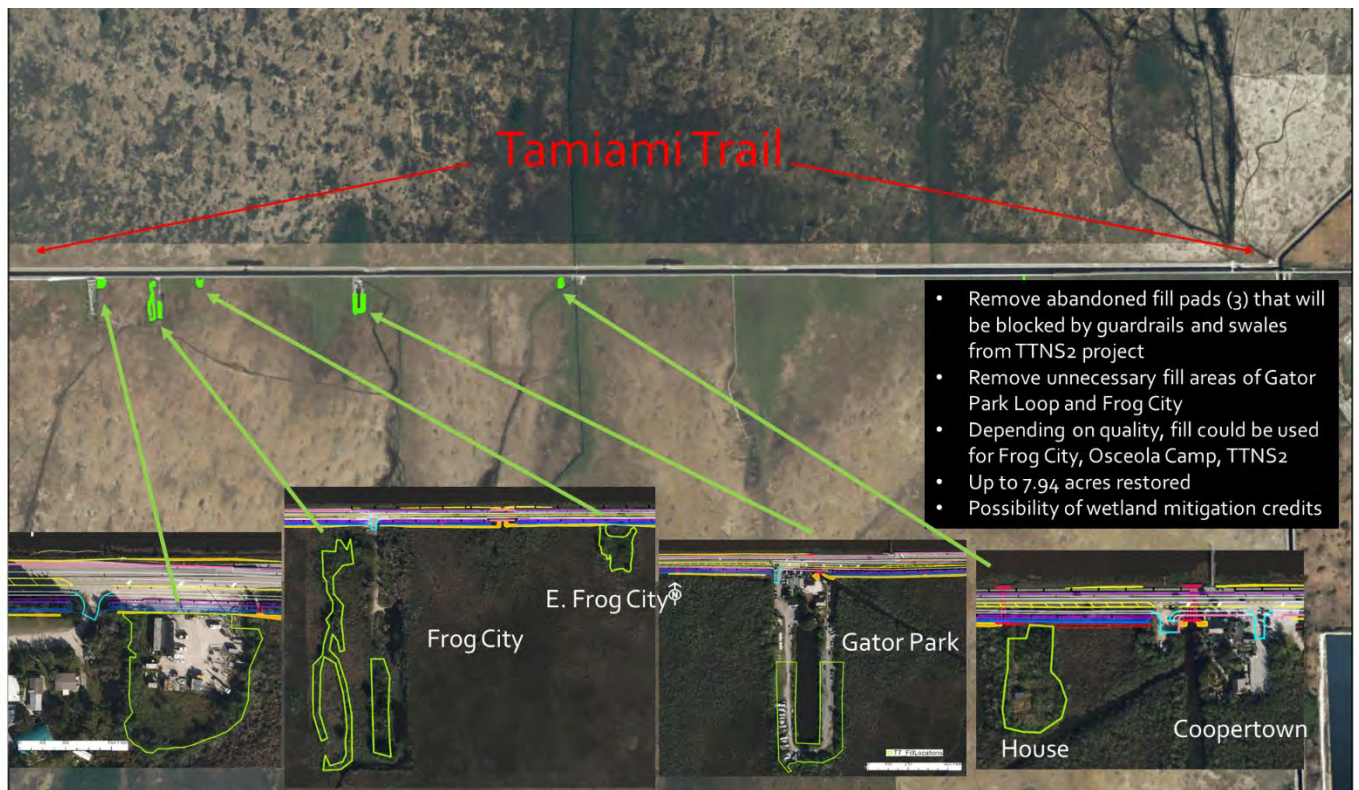 Tamiami Trail
• Remove abandoned fill pads (3) that will
be blocked by guardrails and swales
from TTNS2 project
• Remove unnecessary fill areas of Gator
Park Loop and Frog City
• Depending on quality, fill could be used
for Frog City, Osceola Camp, TTNS2
• Up to 7.94 acres restored
• Possibility of wetland mitigation credits
E. Frog City
Frog City
Gator Park
TT_FillLocations
House
Coopertown